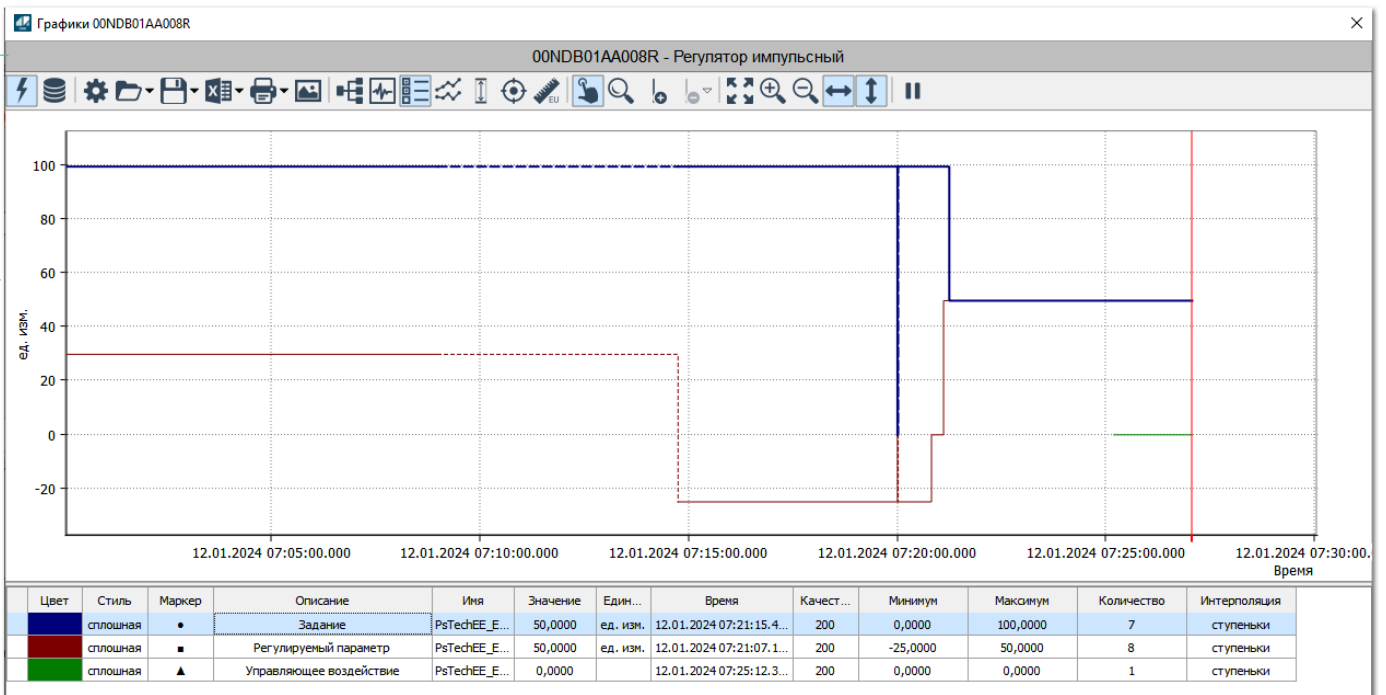 Графики 00NDB01AA008R
00NDB01AA008R - Регулятор импульсный
EU
100
80
60
40
20
0
-20
ед. изм.
12.01.2024 07:05:00.000 12.01.2024 07:10:00.000 12.01.2024 07:15:00.000 12.01.2024 07:20:00.000 12.01.2024 07:25:00.000 12.01.2024 07:30:00.
Время
Цвет Стиль Маркер Описание Имя Значение Един... Время Качест... Минимум Максимум Количество Интерполяция
сплошная Задание PsTechEE_E... 50,0000 ед. изм. 12.01.2024 07:21:15.4... 200 0,0000 100,0000 7 ступеньки
сплошная Регулируемый параметр PsTechEE_E... 50,0000 ед. изм. 12.01.2024 07:21:07.1... 200 -25,0000 50,0000 8 ступеньки
сплошная Управляющее воздействие PsTechEE_E... 0,0000 12.01.2024 07:25:12.3... 200 0,0000 0,0000 1 ступеньки